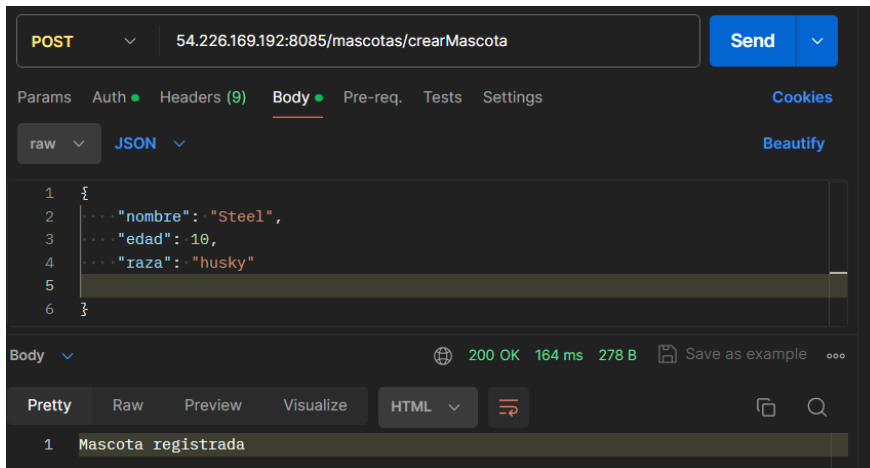 POST 54.226.169.192:8085/mascotas/crearMascota Send
Params Auth Headers (9) Body Pre-req. Tests Settings Cookies
raw JSON Beautify
1 {
2 "nombre": "Steel",
3 "edad": 10,
4 "raza": "husky"
5
6 }
Body 200 OK 164 ms 278 B Save as example
Pretty Raw Preview Visualize HTML
1 Mascota registrada